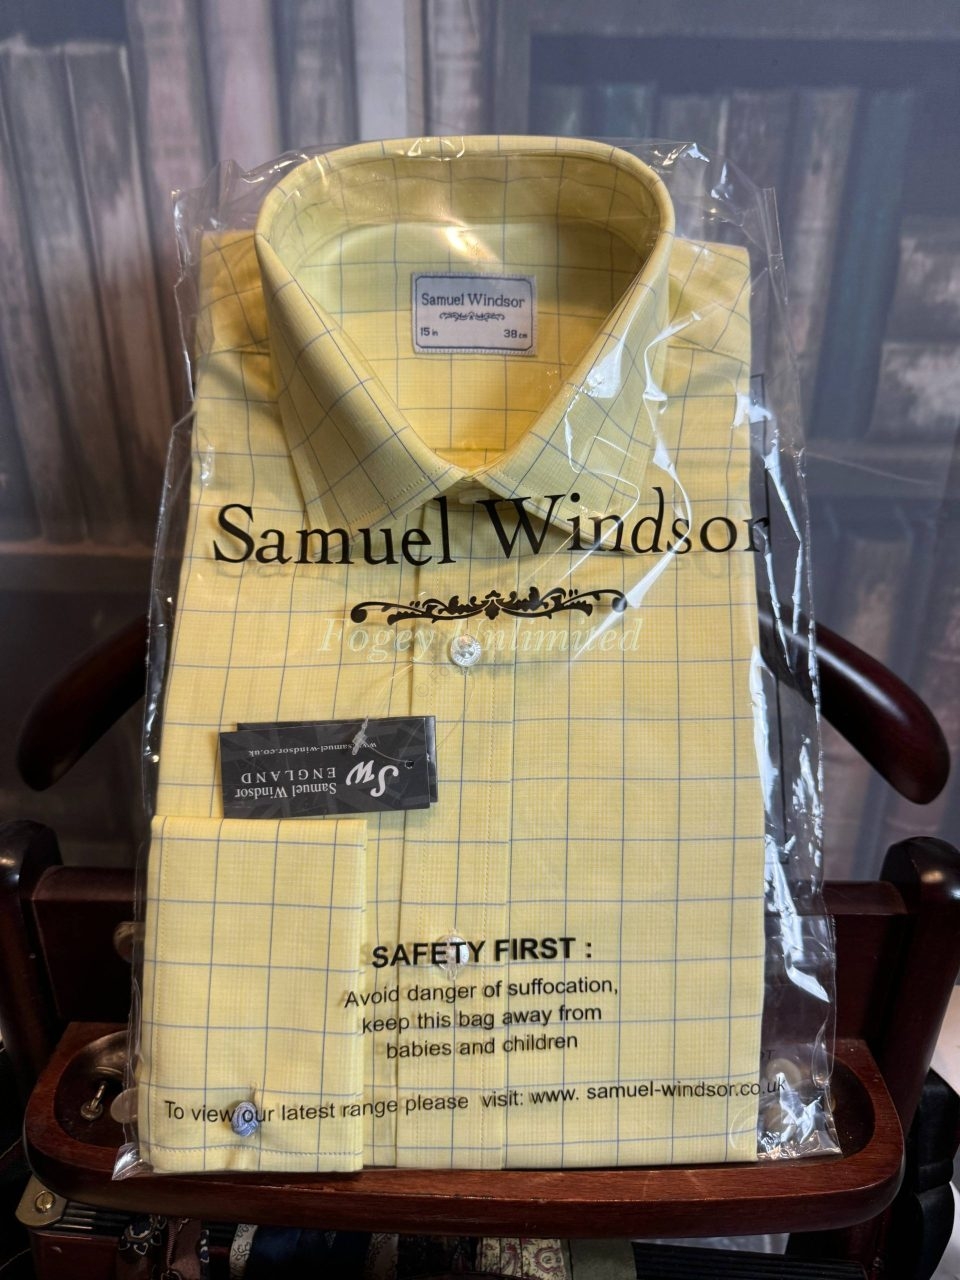 Samuel Windsor
15 in 38 cm
Samuel Windsor
Fogey Unlimited
www.samuel-windsor.co.uk
SW
ENGLAND
Samuel Windsor
SAFETY FIRST :
Avoid danger of suffocation,
keep this bag away from
babies and children
To view our latest range please visit: www. samuel-windsor.co.uk